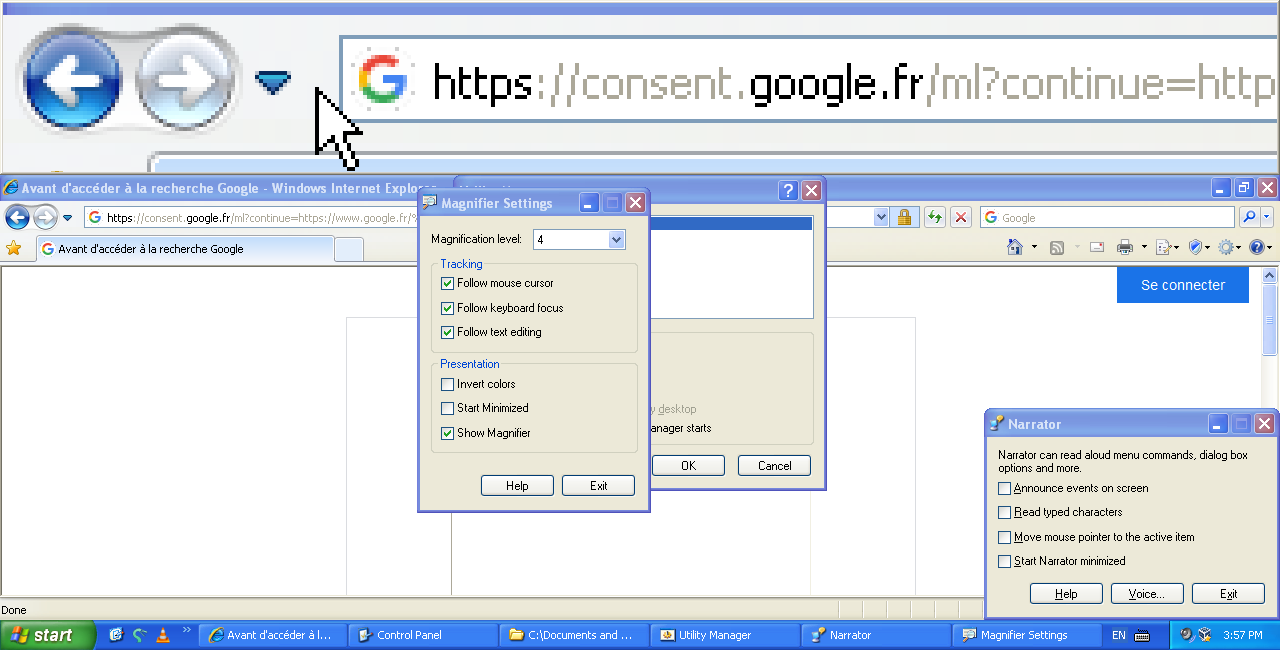 https://consent.google.fr/ml?continue=http
Avant d'accéder à la recherche Google - Windows Internet Explorer
https://consent.google.fr/ml?continue=https://www.google.fr/%
Google
Avant d'accéder à la recherche Google
Se connecter
Magnifier Settings
Magnification level:
4
Tracking
Follow mouse cursor
Follow keyboard focus
Follow text editing
Presentation
Invert colors
Start Minimized
Show Magnifier
Help
Exit
y desktop
anager starts
OK
Cancel
Narrator
Narrator can read aloud menu commands, dialog box
options and more.
Announce events on screen
Read typed characters
Move mouse pointer to the active item
Start Narrator minimized
Help
Voice...
Exit
Done
start
Avant d'accéder à l...
Control Panel
C:\Documents and ...
Utility Manager
Narrator
Magnifier Settings
EN
3:57 PM